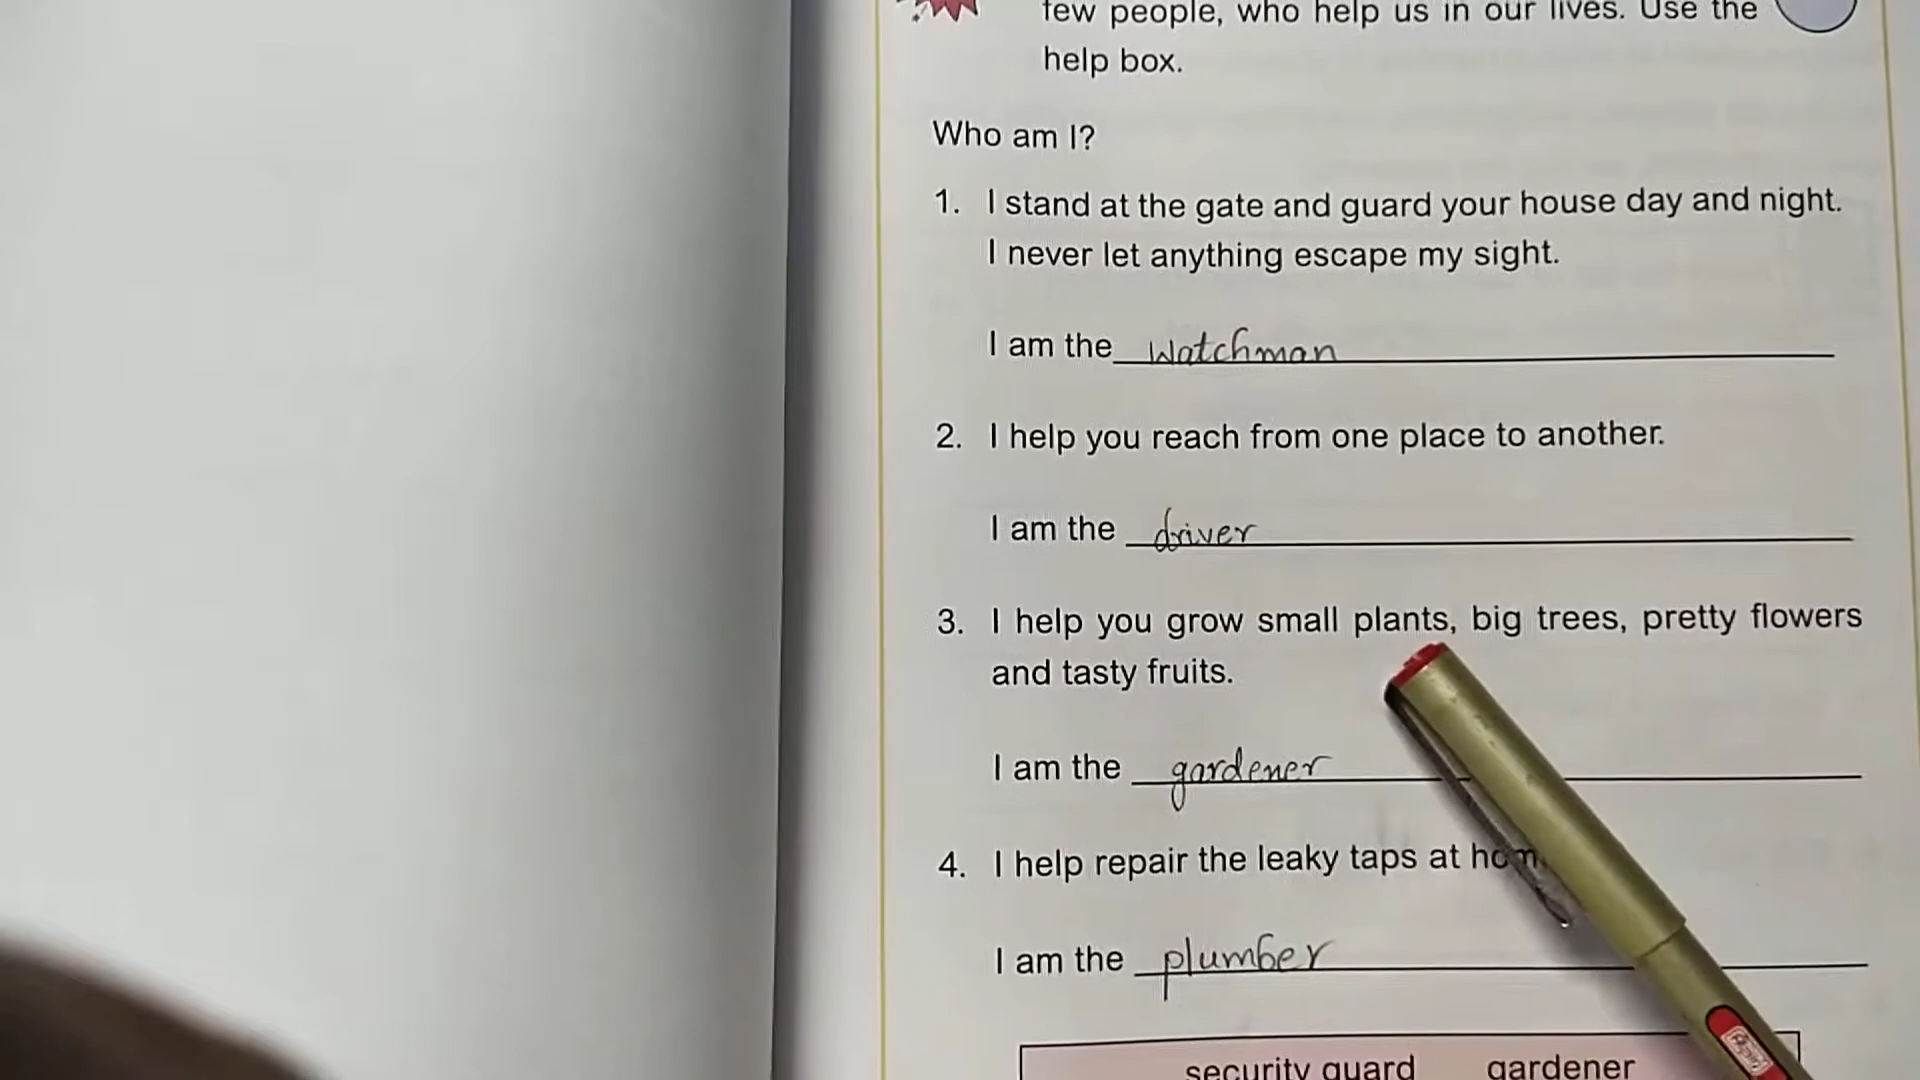 few people, who help us in our lives. Use the
help box.
Who am I?
1. I stand at the gate and guard your house day and night.
I never let anything escape my sight.
I am the watchman
2. I help you reach from one place to another.
I am the driver
3. I help you grow small plants, big trees, pretty flowers
and tasty fruits.
I am the gardener
4. I help repair the leaky taps at hom
I am the plumber
security guard gardener